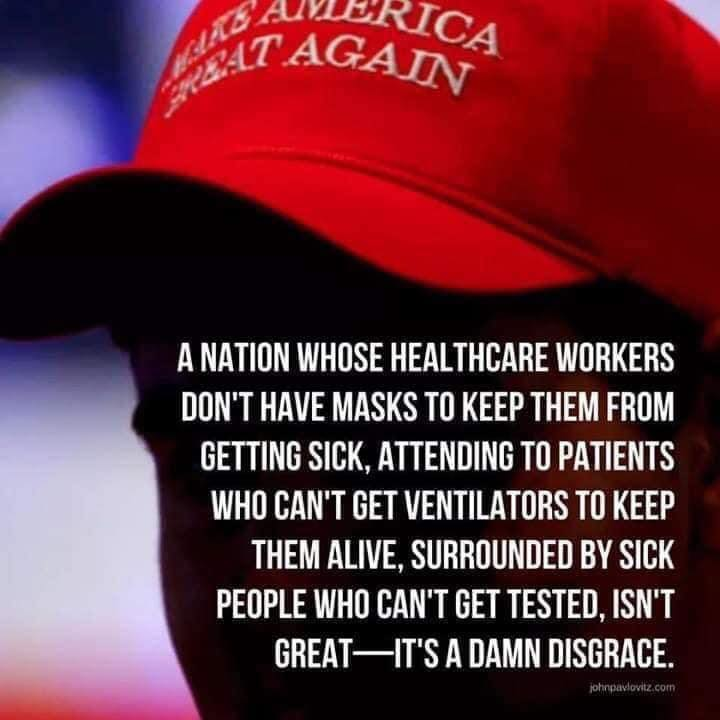 MAKE AMERICA
GREAT AGAIN
A NATION WHOSE HEALTHCARE WORKERS
DON'T HAVE MASKS TO KEEP THEM FROM
GETTING SICK, ATTENDING TO PATIENTS
WHO CAN'T GET VENTILATORS TO KEEP
THEM ALIVE, SURROUNDED BY SICK
PEOPLE WHO CAN'T GET TESTED, ISN'T
GREAT—IT'S A DAMN DISGRACE.
johnpavlovitz.com